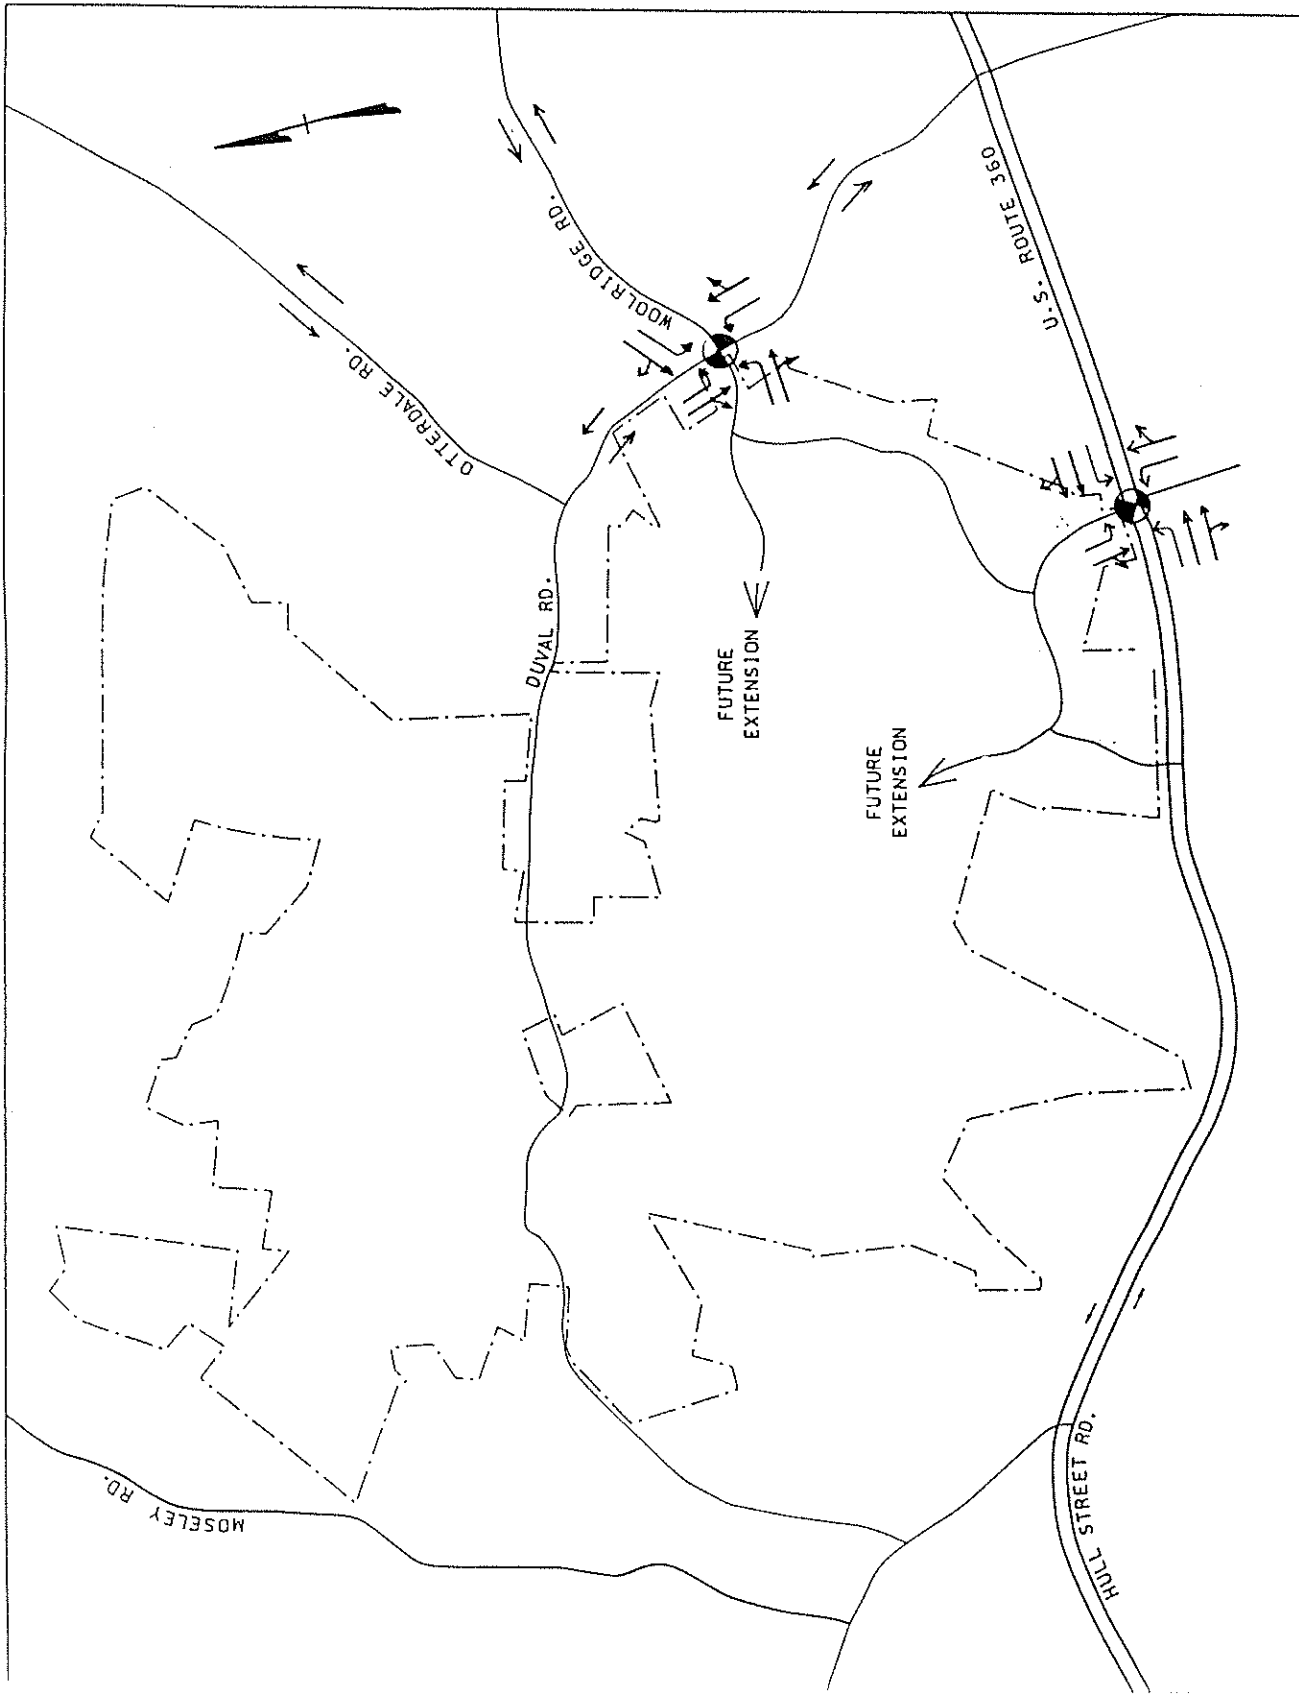 WOOLRIDGE RD.
OTTERDALE RD.
U.S. ROUTE 360
DUVAL RD.
FUTURE
EXTENSION
FUTURE
EXTENSION
MOSELEY RD.
HULL STREET RD.